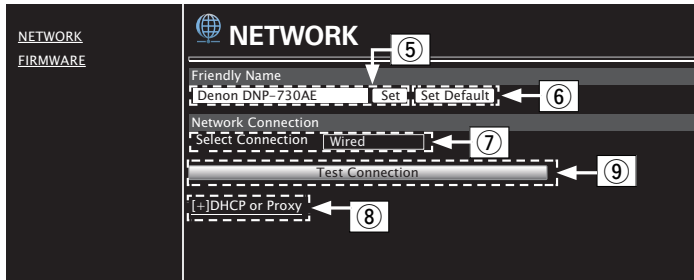 NETWORK
FIRMWARE
NETWORK
⑤
Friendly Name
Denon DNP-730AE Set Set Default ⑥
Network Connection
Select Connection Wired ⑦
Test Connection ⑨
[+]DHCP or Proxy ⑧